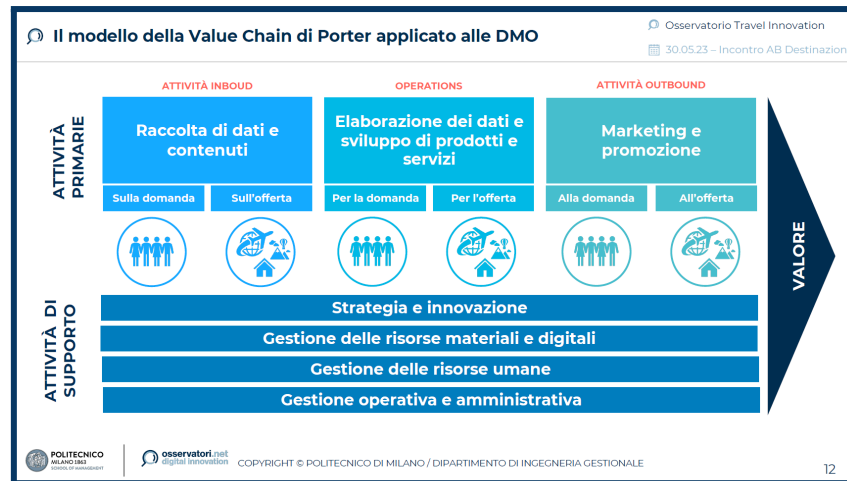 Il modello della Value Chain di Porter applicato alle DMO
Osservatorio Travel Innovation
30.05.23 – Incontro AB Destinazion
ATTIVITÀ INBOUD
OPERATIONS
ATTIVITÀ OUTBOUND
ATTIVITÀ
PRIMARIE
Raccolta di dati e
contenuti
Elaborazione dei dati e
sviluppo di prodotti e
servizi
Marketing e
promozione
Sulla domanda
Sull'offerta
Per la domanda
Per l'offerta
Alla domanda
All'offerta
VALORE
ATTIVITÀ DI
SUPPORTO
Strategia e innovazione
Gestione delle risorse materiali e digitali
Gestione delle risorse umane
Gestione operativa e amministrativa
POLITECNICO
MILANO 1863
SCHOOL OF MANAGEMENT
osservatori.net
digital innovation
COPYRIGHT © POLITECNICO DI MILANO / DIPARTIMENTO DI INGEGNERIA GESTIONALE
12